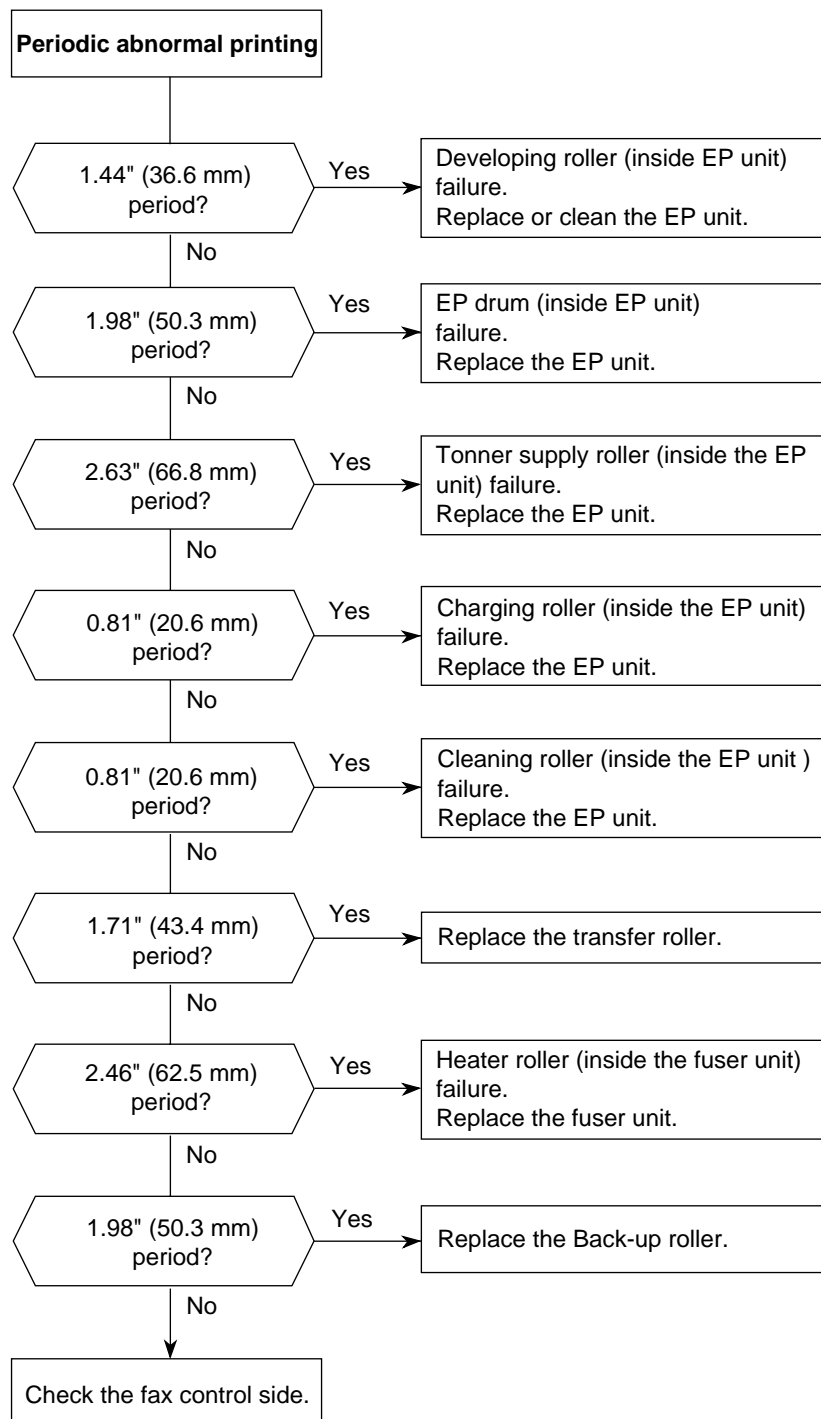 Periodic abnormal printing
1.44" (36.6 mm)
period?
Yes
Developing roller (inside EP unit)
failure.
Replace or clean the EP unit.
No
1.98" (50.3 mm)
period?
Yes
EP drum (inside EP unit)
failure.
Replace the EP unit.
No
2.63" (66.8 mm)
period?
Yes
Tonner supply roller (inside the EP
unit) failure.
Replace the EP unit.
No
0.81" (20.6 mm)
period?
Yes
Charging roller (inside the EP unit)
failure.
Replace the EP unit.
No
0.81" (20.6 mm)
period?
Yes
Cleaning roller (inside the EP unit )
failure.
Replace the EP unit.
No
1.71" (43.4 mm)
period?
Yes
Replace the transfer roller.
No
2.46" (62.5 mm)
period?
Yes
Heater roller (inside the fuser unit)
failure.
Replace the fuser unit.
No
1.98" (50.3 mm)
period?
Yes
Replace the Back-up roller.
No
Check the fax control side.